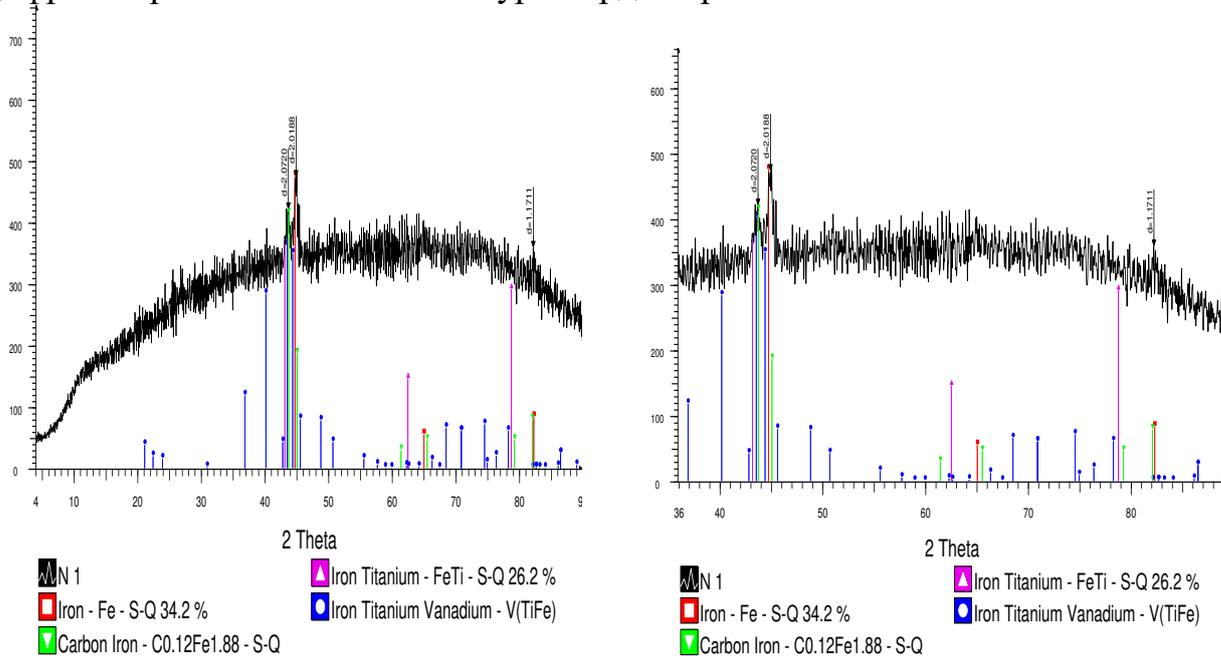 700
600
500
400
300
200
100
0
d=2.0720
d=2.0188
d=1.1711
4 10 20 30 40 50 60 70 80 9
2 Theta
N 1
Iron - Fe - S-Q 34.2 %
Carbon Iron - C0.12Fe1.88 - S-Q
Iron Titanium - FeTi - S-Q 26.2 %
Iron Titanium Vanadium - V(TiFe)
600
500
400
300
200
100
0
d=2.0720
d=2.0188
d=1.1711
36 40 50 60 70 80
2 Theta
N 1
Iron - Fe - S-Q 34.2 %
Carbon Iron - C0.12Fe1.88 - S-Q
Iron Titanium - FeTi - S-Q 26.2 %
Iron Titanium Vanadium - V(TiFe)